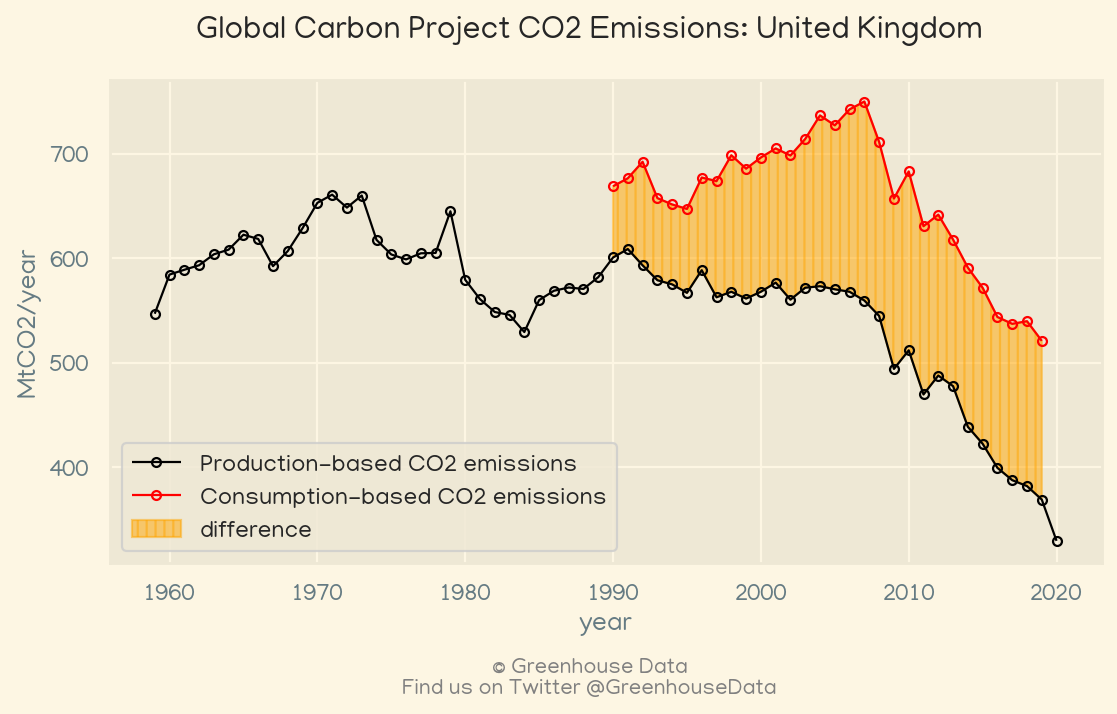 Global Carbon Project CO2 Emissions: United Kingdom
MtCO2/year
700
600
500
400
Production-based CO2 emissions
Consumption-based CO2 emissions
difference
1960 1970 1980 1990 2000 2010 2020
year
© Greenhouse Data
Find us on Twitter @GreenhouseData